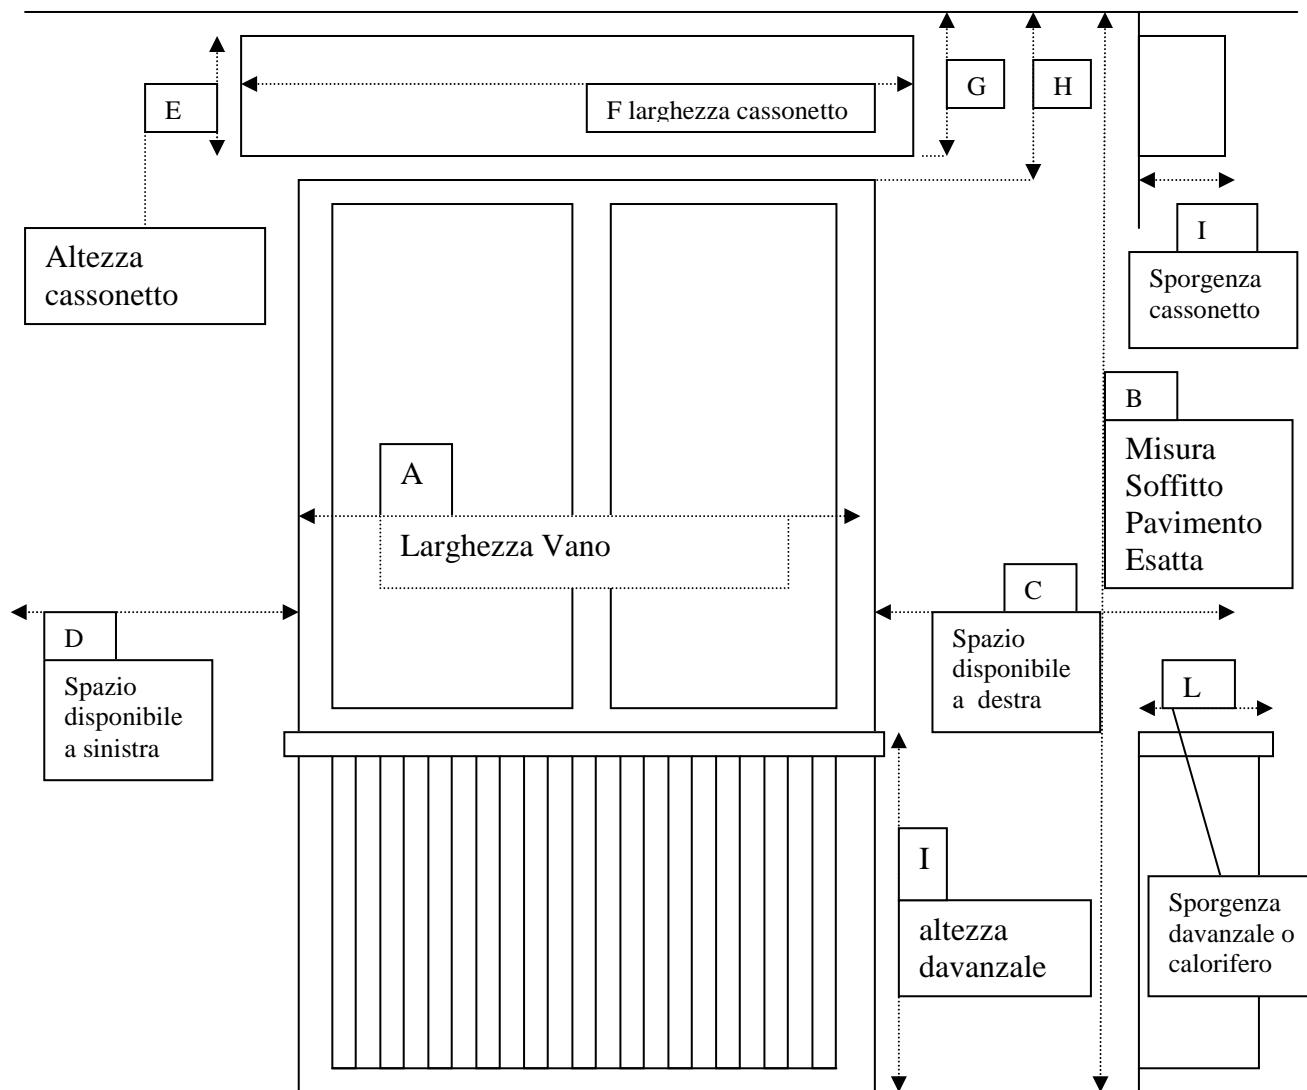 G
H
E
F larghezza cassonetto
I
Altezza
cassonetto
Sporgenza
cassonetto
B
Misura
Soffitto
Pavimento
Esatta
A
Larghezza Vano
C
D
Spazio
disponibile
a destra
L
Spazio
disponibile
a sinistra
I
altezza
davanzale
Sporgenza
davanzale o
calorifero